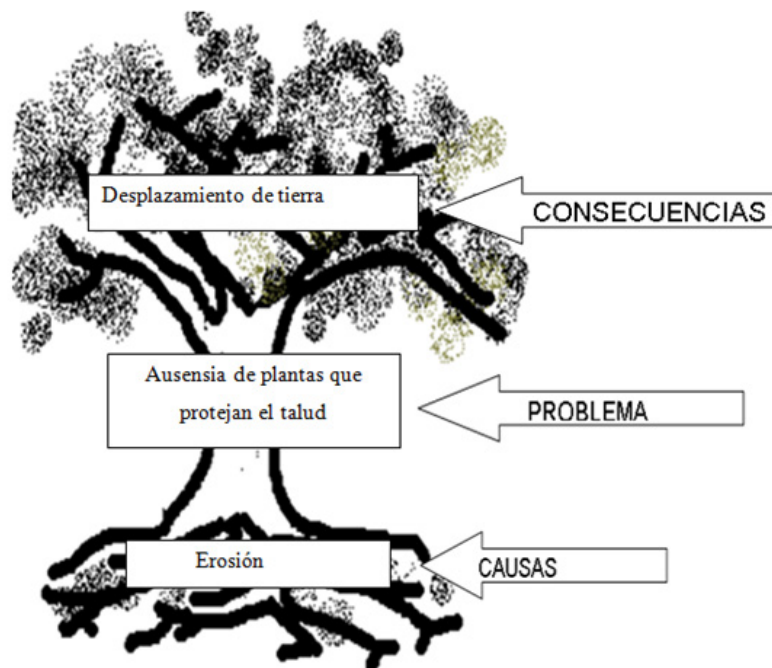 Desplazamiento de tierra
CONSECUENCIAS
Ausensia de plantas que
protejan el talud
PROBLEMA
Erosión
CAUSAS